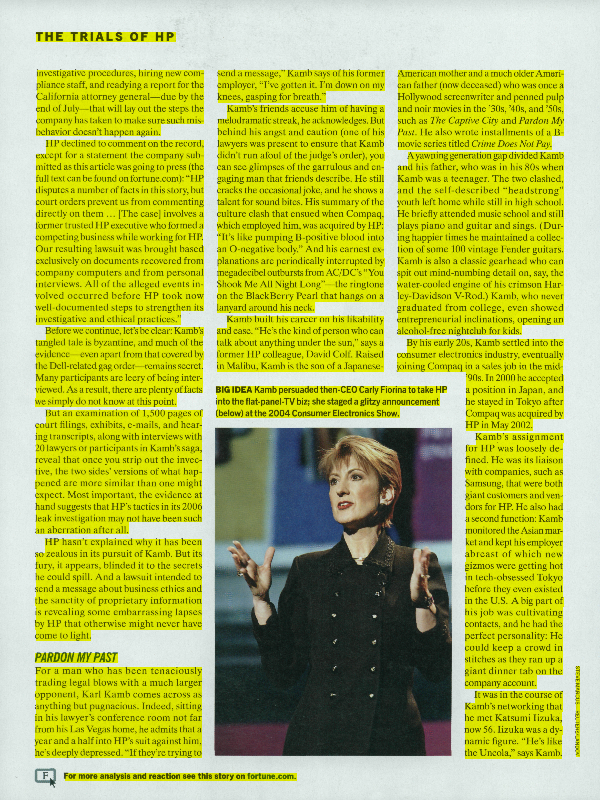 THE TRIALS OF HP
investigative procedures, hiring new com-
pliance staff, and readying a report for the
California attorney general—due by the
end of July—that will lay out the steps the
company has taken to make sure such mis-
behavior doesn't happen again.
HP declined to comment on the record,
except for a statement the company sub-
mitted as this article was going to press (the
full text can be found on fortune.com): "HP
disputes a number of facts in this story, but
court orders prevent us from commenting
directly on them ... [The case] involves a
former trusted HP executive who formed a
competing business while working for HP.
Our resulting lawsuit was brought based
exclusively on documents recovered from
company computers and from personal
interviews. All of the alleged events in-
volved occurred before HP took now
well-documented steps to strengthen its
investigative and ethical practices."
Before we continue, let's be clear: Kamb's
tangled tale is byzantine, and much of the
evidence—even apart from that covered by
the Dell-related gag order—remains secret.
Many participants are leery of being inter-
viewed. As a result, there are plenty of facts
we simply do not know at this point.
But an examination of 1,500 pages of
court filings, exhibits, e-mails, and hear-
ing transcripts, along with interviews with
20 lawyers or participants in Kamb's saga,
reveal that once you strip out the invec-
tive, the two sides' versions of what hap-
pened are more similar than one might
expect. Most important, the evidence at
hand suggests that HP's tactics in its 2006
leak investigation may not have been such
an aberration after all.
HP hasn't explained why it has been
so zealous in its pursuit of Kamb. But its
fury, it appears, blinded it to the secrets
he could spill. And a lawsuit intended to
send a message about business ethics and
the sanctity of proprietary information
is revealing some embarrassing lapses
by HP that otherwise might never have
come to light.
PARDON MY PAST
For a man who has been tenaciously
trading legal blows with a much larger
opponent, Karl Kamb comes across as
anything but pugnacious. Indeed, sitting
in his lawyer's conference room not far
from his Las Vegas home, he admits that a
year and a half into HP's suit against him,
he's deeply depressed. "If they're trying to
send a message," Kamb says of his former
employer, "I've gotten it. I'm down on my
knees, gasping for breath."
Kamb's friends accuse him of having a
melodramatic streak, he acknowledges. But
behind his angst and caution (one of his
lawyers was present to ensure that Kamb
didn't run afoul of the judge's order), you
can see glimpses of the garrulous and en-
gaging man that friends describe. He still
cracks the occasional joke, and he shows a
talent for sound bites. His summary of the
culture clash that ensued when Compaq,
which employed him, was acquired by HP:
"It's like pumping B-positive blood into
an O-negative body." And his earnest ex-
planations are periodically interrupted by
megadecibel outbursts from AC/DC's "You
Shook Me All Night Long"—the ringtone
on the BlackBerry Pearl that hangs on a
lanyard around his neck.
Kamb built his career on his likability
and ease. "He's the kind of person who can
talk about anything under the sun," says a
former HP colleague, David Colf. Raised
in Malibu, Kamb is the son of a Japanese-
BIG IDEA Kamb persuaded then-CEO Carly Fiorina to take HP
into the flat-panel-TV biz; she staged a glitzy announcement
(below) at the 2004 Consumer Electronics Show.
American mother and a much older Ameri-
can father (now deceased) who was once a
Hollywood screenwriter and penned pulp
and noir movies in the '30s, '40s, and '50s,
such as The Captive City and Pardon My
Past. He also wrote installments of a B-
movie series titled Crime Does Not Pay.
A yawning generation gap divided Kamb
and his father, who was in his 80s when
Kamb was a teenager. The two clashed,
and the self-described "headstrong"
youth left home while still in high school.
He briefly attended music school and still
plays piano and guitar and sings. (Dur-
ing happier times he maintained a collec-
tion of some 100 vintage Fender guitars.
Kamb is also a classic gearhead who can
spit out mind-numbing detail on, say, the
water-cooled engine of his crimson Har-
ley-Davidson V-Rod.) Kamb, who never
graduated from college, even showed
entrepreneurial inclinations, opening an
alcohol-free nightclub for kids.
By his early 20s, Kamb settled into the
consumer electronics industry, eventually
joining Compaq in a sales job in the mid-
'90s. In 2000 he accepted
a position in Japan, and
he stayed in Tokyo after
Compaq was acquired by
HP in May 2002.
Kamb's assignment
for HP was loosely de-
fined. He was its liaison
with companies, such as
Samsung, that were both
giant customers and ven-
dors for HP. He also had
a second function: Kamb
monitored the Asian mar-
ket and kept his employer
abreast of which new
gizmos were getting hot
in tech-obsessed Tokyo
before they even existed
in the U.S. A big part of
his job was cultivating
contacts, and he had the
perfect personality: He
could keep a crowd in
stitches as they ran up a
giant dinner tab on the
company account.
It was in the course of
Kamb's networking that
he met Katsumi Iizuka,
now 56. Iizuka was a dy-
namic figure. "He's like
the Uncola," says Kamb.
F
For more analysis and reaction see this story on fortune.com.